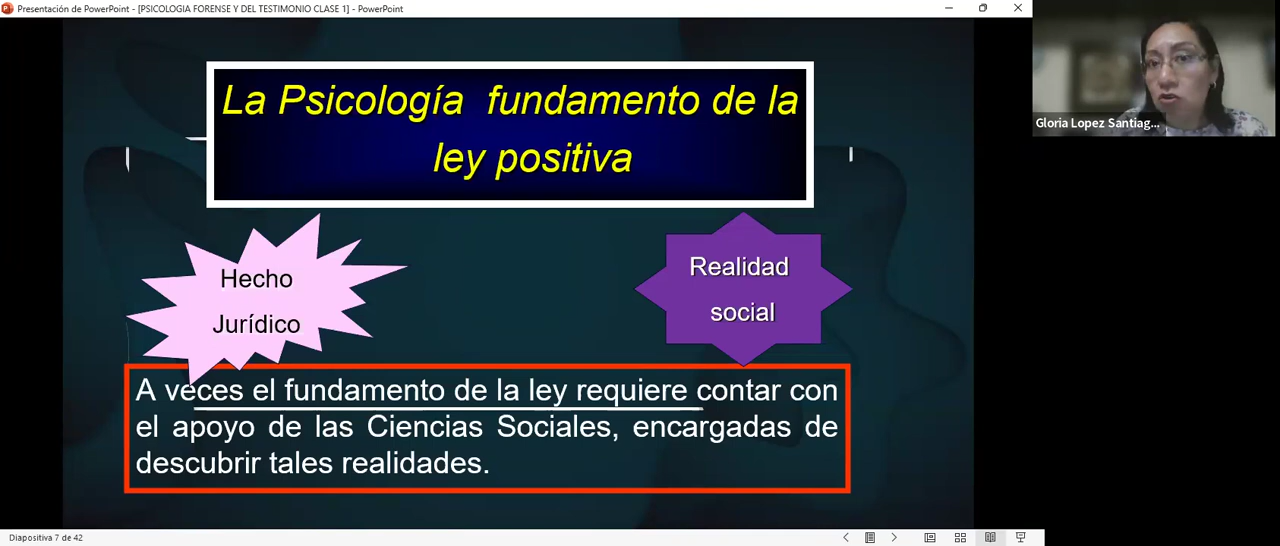 Presentación de PowerPoint - [PSICOLOGIA FORENSE Y DEL TESTIMONIO CLASE 1] - PowerPoint
Gloria Lopez Santiag...
La Psicología fundamento de la
ley positiva
Hecho
Jurídico
Realidad
social
A veces el fundamento de la ley requiere contar con
el apoyo de las Ciencias Sociales, encargadas de
descubrir tales realidades.
Diapositiva 7 de 42